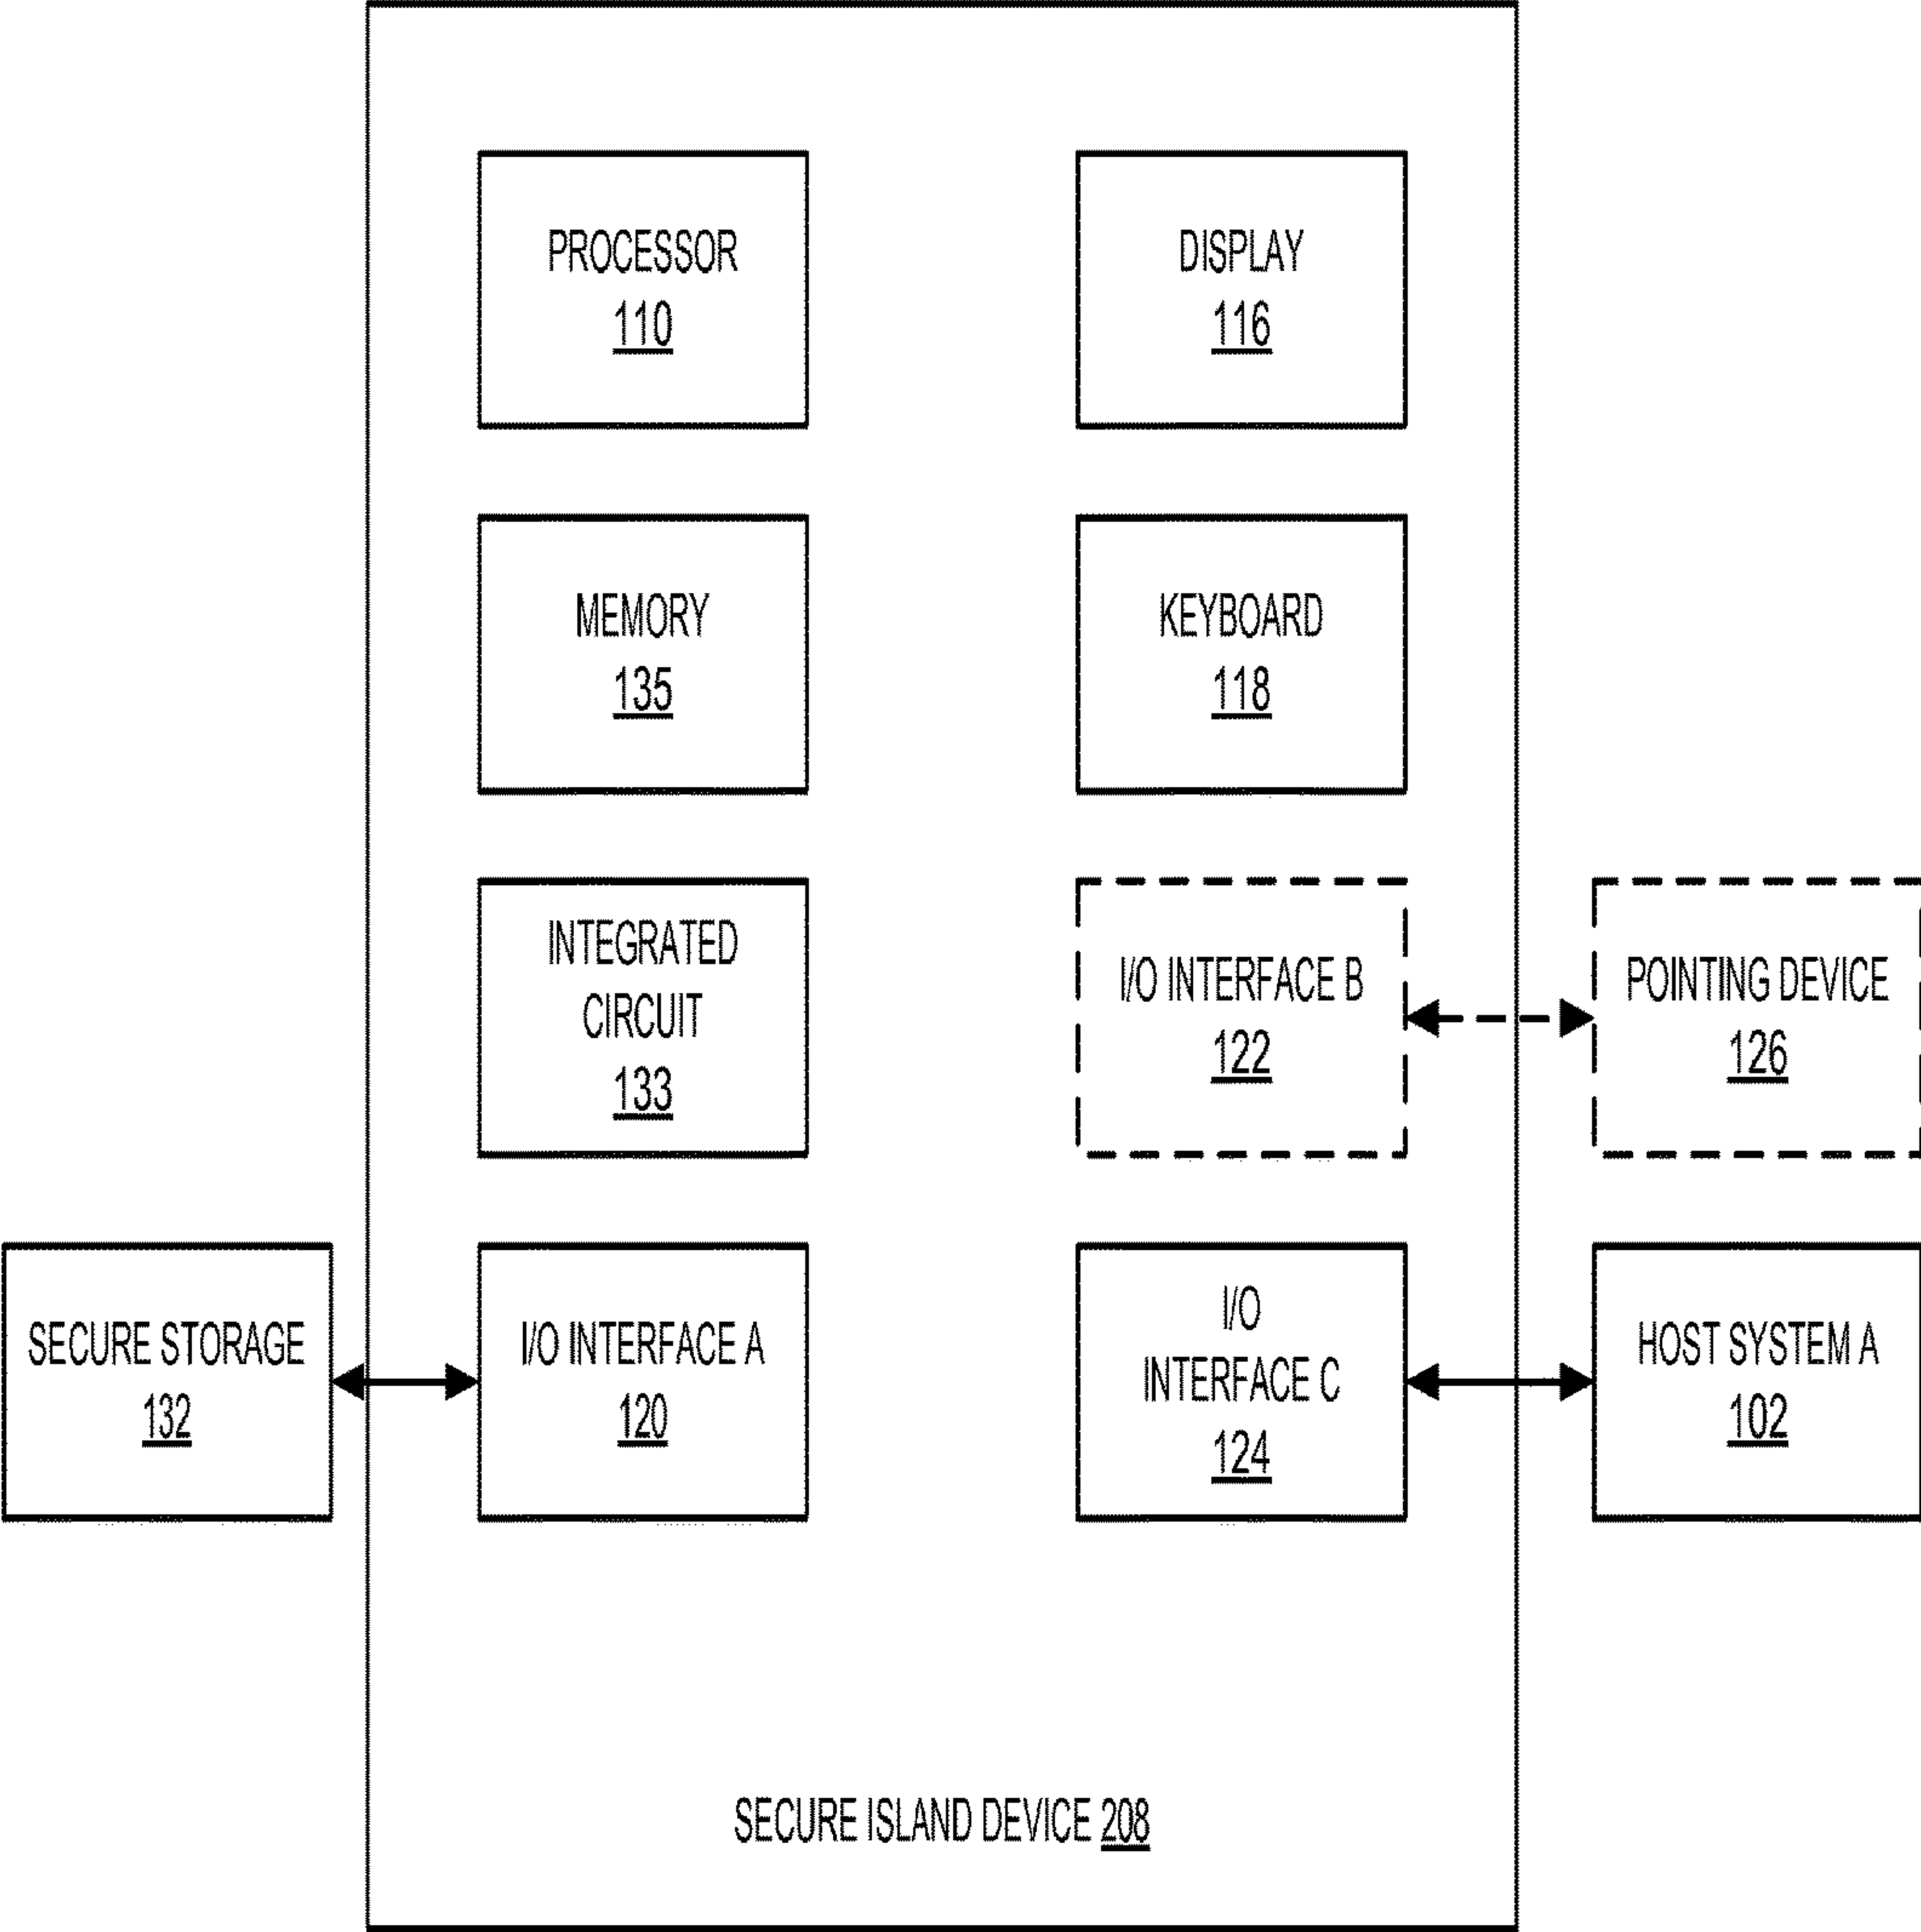 PROCESSOR
110
DISPLAY
116
MEMORY
135
KEYBOARD
118
INTEGRATED
CIRCUIT
133
I/O INTERFACE B
122
POINTING DEVICE
126
SECURE STORAGE
132
I/O INTERFACE A
120
I/O
INTERFACE C
124
HOST SYSTEM A
102
SECURE ISLAND DEVICE 208